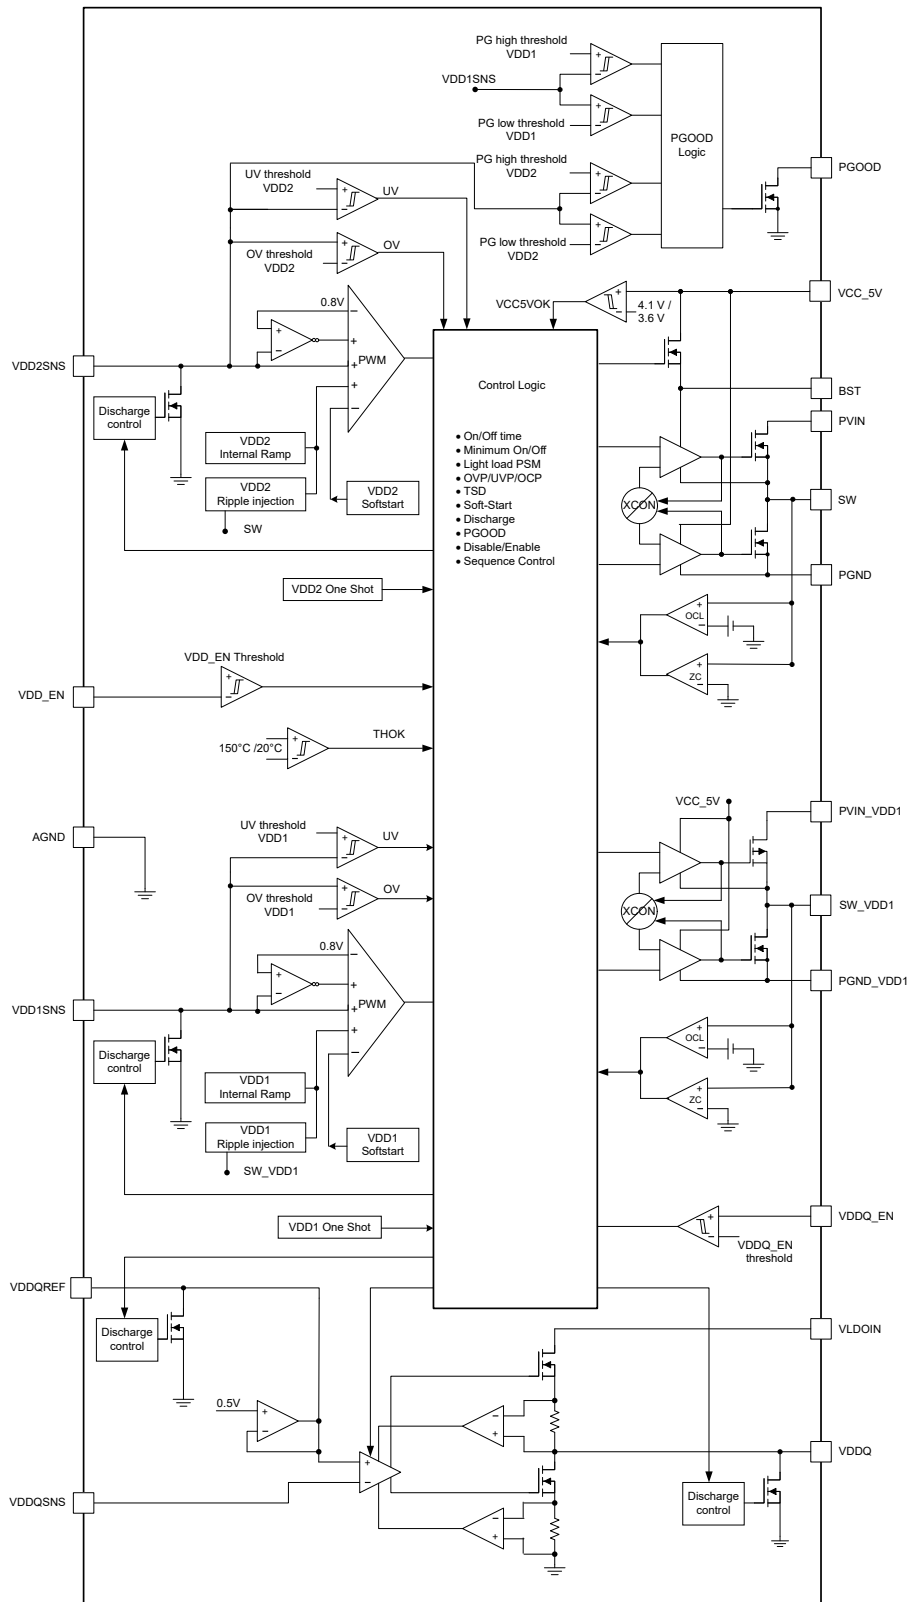 PG high threshold
VDD1
VDD1SNS
PG low threshold
VDD1
PG high threshold
VDD2
PG low threshold
VDD2
PGOOD
Logic
PGOOD
UV threshold
VDD2
UV
OV threshold
VDD2
OV
VCC5VOK
4.1 V /
3.6 V
VCC_5V
0.8V
PWM
VDD2SNS
Discharge
control
VDD2
Internal Ramp
VDD2
Ripple injection
SW
VDD2
Softstart
Control Logic
• On/Off time
• Minimum On/Off
• Light load PSM
• OVP/UVP/OCP
• TSD
• Soft-Start
• Discharge
• PGOOD
• Disable/Enable
• Sequence Control
BST
PVIN
XCON
SW
PGND
VDD2 One Shot
OCL
ZC
VDD_EN Threshold
VDD_EN
150°C /20°C
THOK
AGND
UV threshold
VDD1
UV
OV threshold
VDD1
OV
VCC_5V
PVIN_VDD1
XCON
SW_VDD1
PGND_VDD1
0.8V
PWM
VDD1SNS
Discharge
control
VDD1
Internal Ramp
VDD1
Ripple injection
SW_VDD1
VDD1
Softstart
OCL
ZC
VDD1 One Shot
VDDQ_EN
VDDQ_EN
threshold
VDDQREF
Discharge
control
VLDOIN
0.5V
VDDQ
VDDQSNS
Discharge
control
+
−